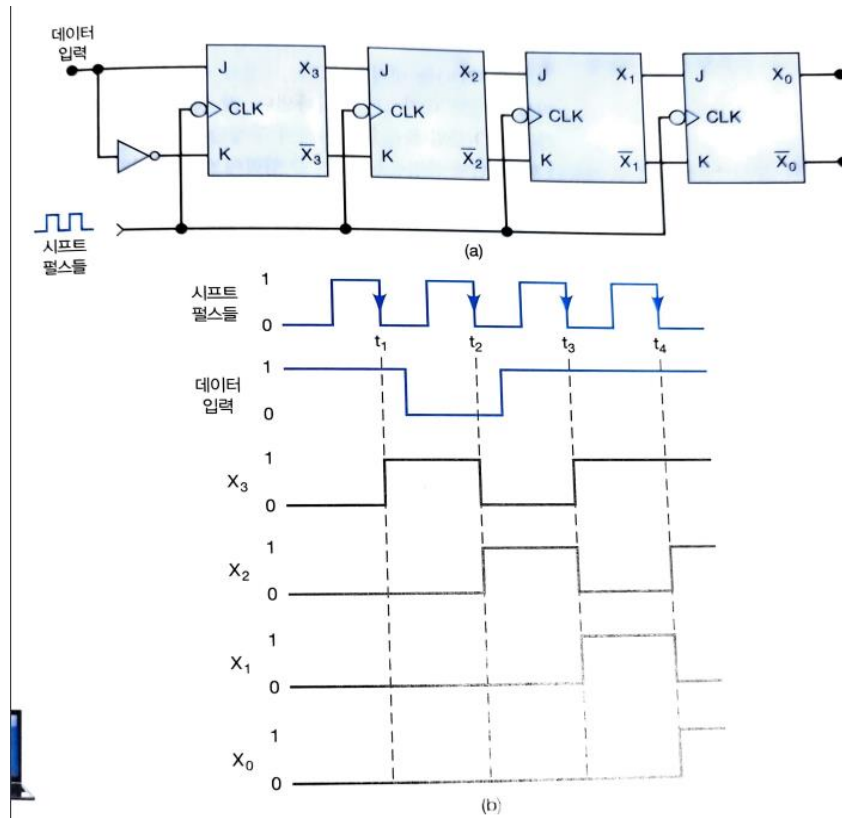 데이터
입력
J X₃ J X₂ J X₁ J X₀
CLK CLK CLK CLK
K X̅₃ K X̅₂ K X̅₁ K X̅₀
시프트
펄스들
(a)
시프트
펄스들
1
0
t₁ t₂ t₃ t₄
데이터
입력
1
0
X₃
1
0
X₂
1
0
X₁
1
0
X₀
1
0
(b)